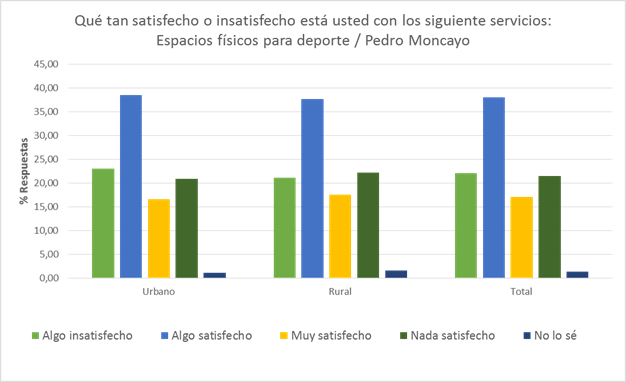 Qué tan satisfecho o insatisfecho está usted con los siguiente servicios:
Espacios físicos para deporte / Pedro Moncayo
% Respuestas
45,00
40,00
35,00
30,00
25,00
20,00
15,00
10,00
5,00
0,00
Urbano Rural Total
Algo insatisfecho Algo satisfecho Muy satisfecho Nada satisfecho No lo sé